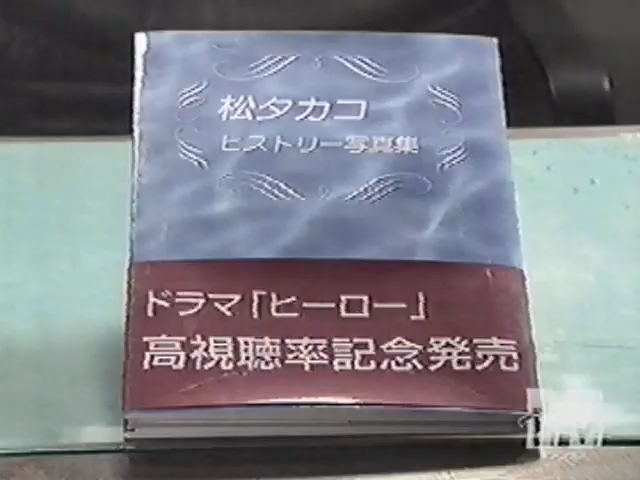 松タカコ
ヒストリー写真集
ドラマ「ヒーロー」
高視聴率記念発売